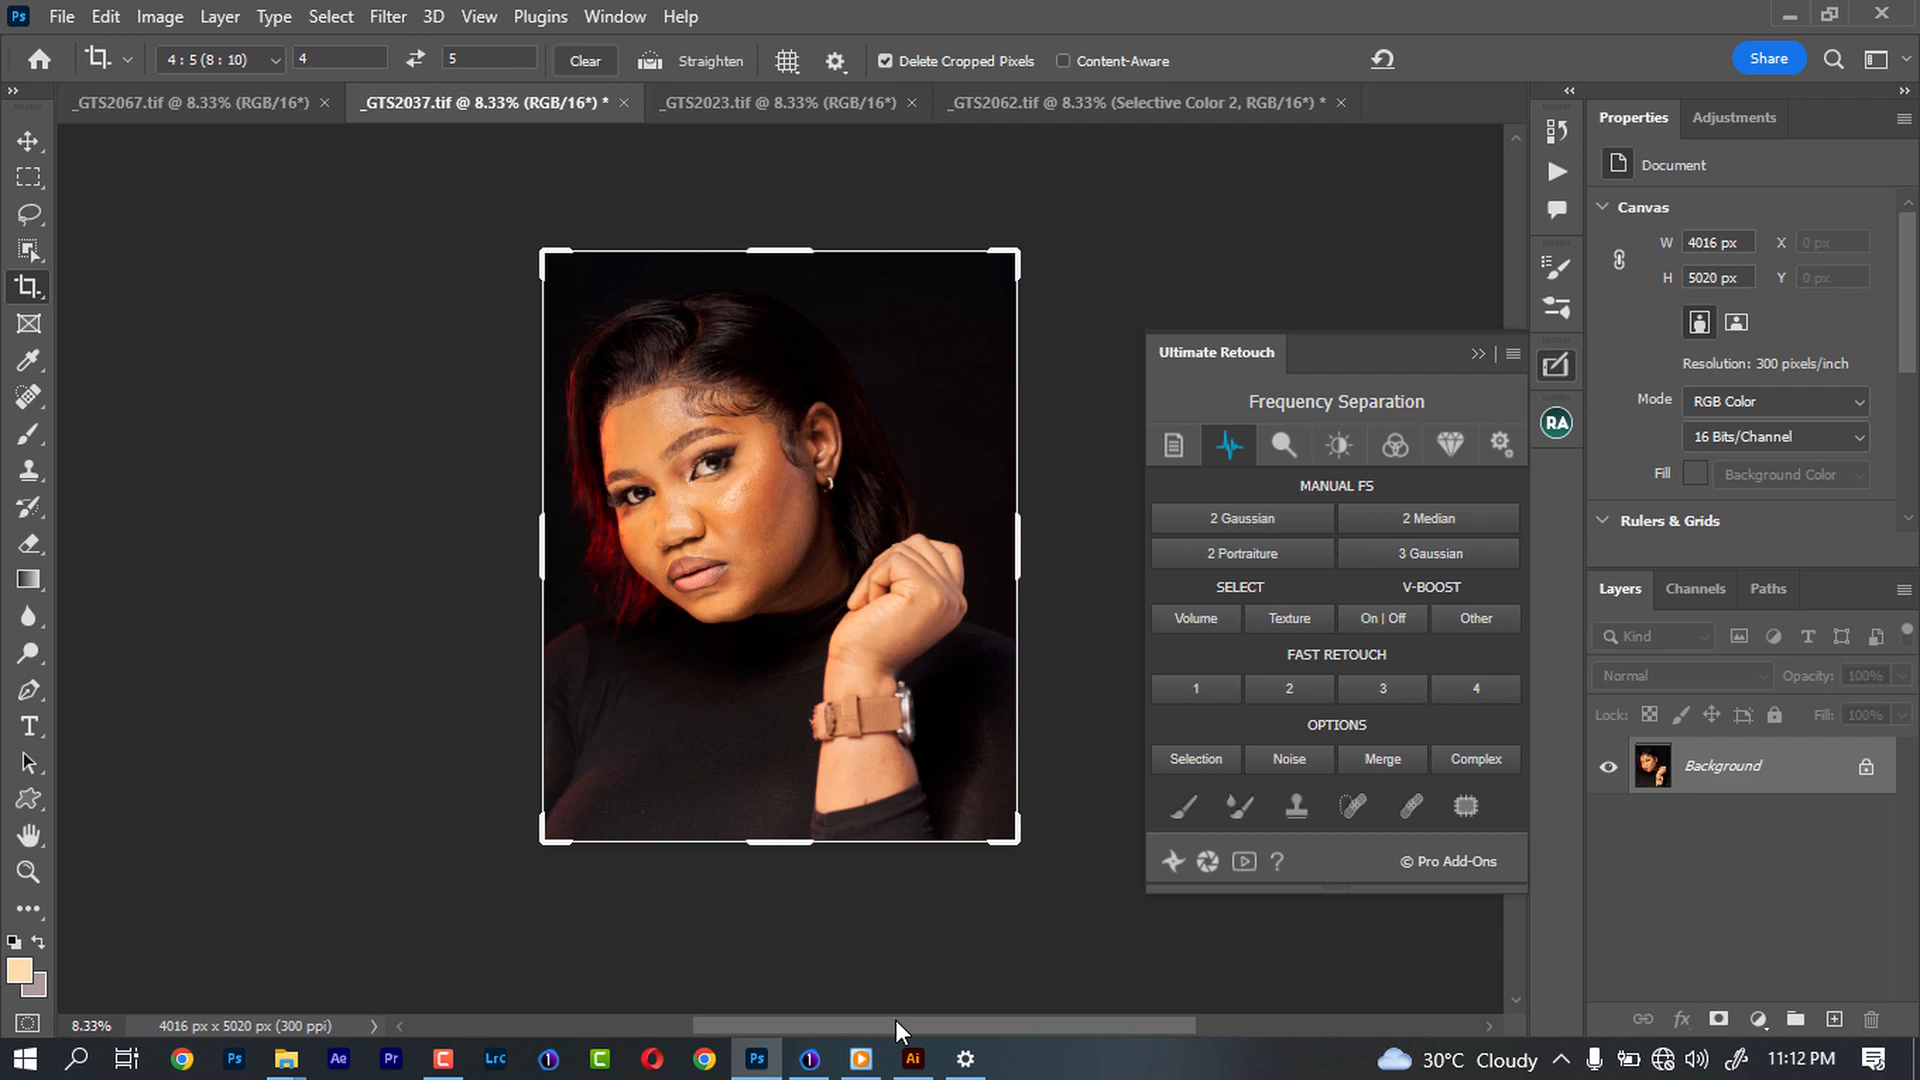 Ps File Edit Image Layer Type Select Filter 3D View Plugins Window Help
4 : 5 (8 : 10) 4 5 Clear Straighten Delete Cropped Pixels Content-Aware Share
_GTS2067.tif @ 8.33% (RGB/16*) × _GTS2037.tif @ 8.33% (RGB/16*) * × _GTS2023.tif @ 8.33% (RGB/16*) × _GTS2062.tif @ 8.33% (Selective Color 2, RGB/16*) * ×
Properties Adjustments
Document
Canvas
W 4016 px X 0 px
H 5020 px Y 0 px
Resolution: 300 pixels/inch
Mode RGB Color
16 Bits/Channel
Fill Background Color
Rulers & Grids
Ultimate Retouch
Frequency Separation
MANUAL FS
2 Gaussian 2 Median
2 Portraiture 3 Gaussian
SELECT V-BOOST
Volume Texture On | Off Other
FAST RETOUCH
1 2 3 4
OPTIONS
Selection Noise Merge Complex
? © Pro Add-Ons
RA
Layers Channels Paths
Kind
Normal Opacity: 100%
Lock: Fill: 100%
Background
fx
8.33% 4016 px x 5020 px (300 ppi)
Ps Ae Pr C Lrc 1 C Ps 1 Ai 30°C Cloudy 11:12 PM